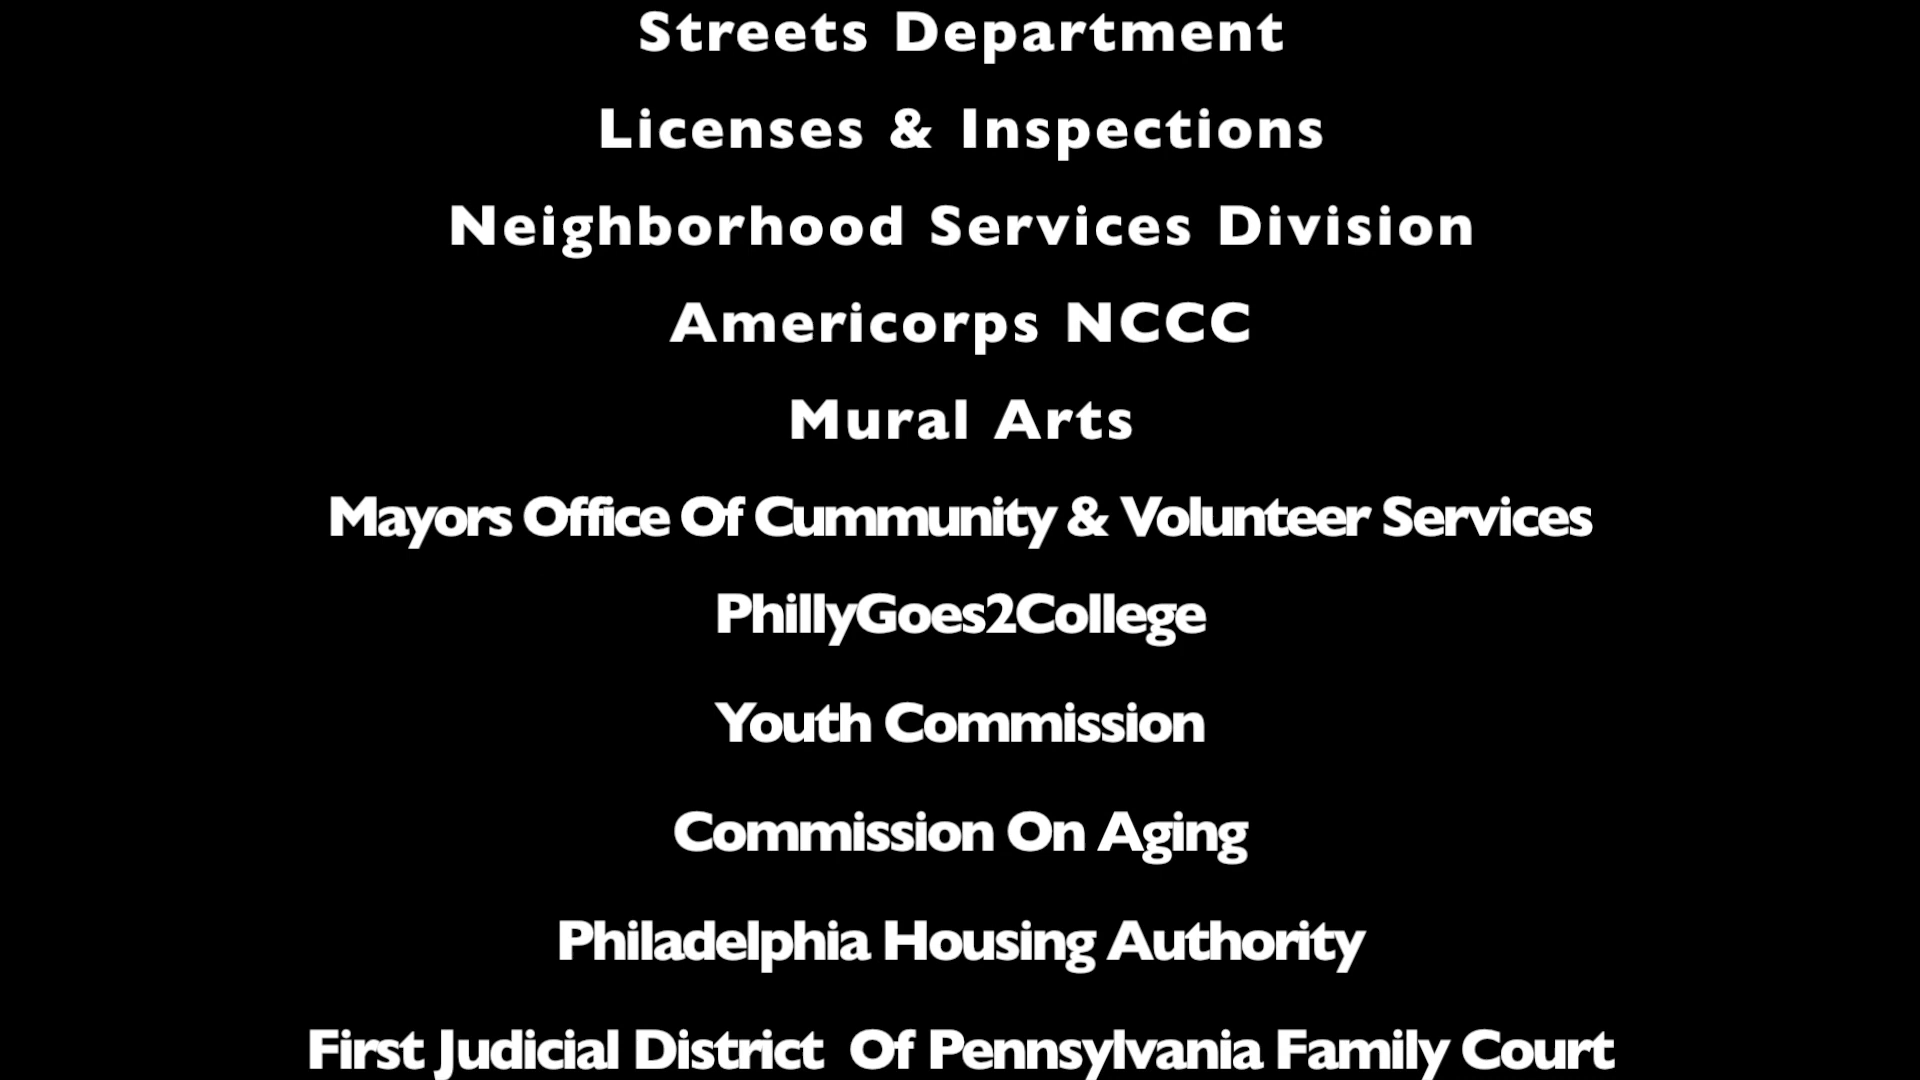 Streets Department
Licenses & Inspections
Neighborhood Services Division
Americorps NCCC
Mural Arts
Mayors Office Of Cummunity & Volunteer Services
PhillyGoes2College
Youth Commission
Commission On Aging
Philadelphia Housing Authority
First Judicial District  Of Pennsylvania Family Court